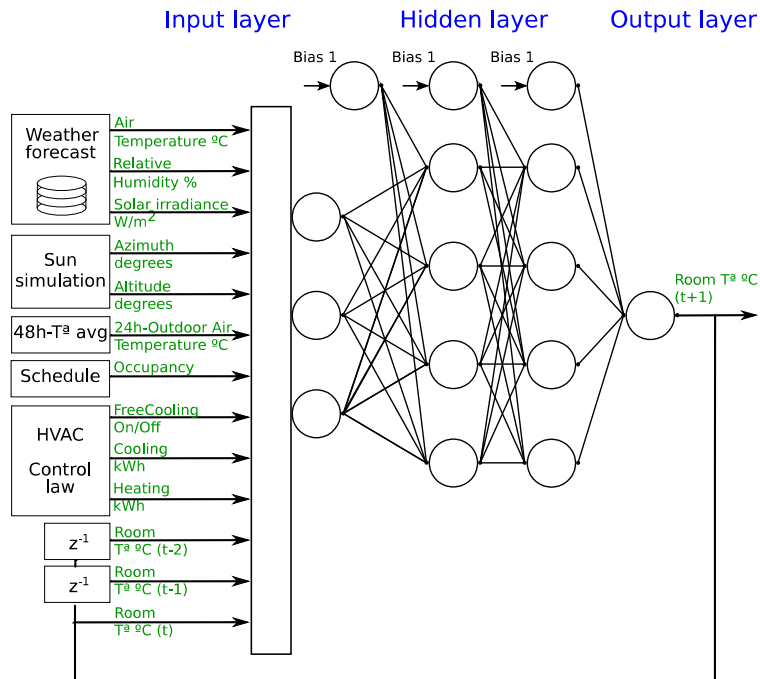 Input layer
Hidden layer
Output layer
Bias 1
Bias 1
Bias 1
Weather
forecast
Air
Temperature ºC
Relative
Humidity %
Solar irradiance
W/m²
Sun
simulation
Azimuth
degrees
Altitude
degrees
48h-Tª avg
24h-Outdoor Air
Temperature ºC
Schedule
Occupancy
HVAC
Control
law
FreeCooling
On/Off
Cooling
kWh
Heating
kWh
z⁻¹
Room
Tª ºC (t-2)
z⁻¹
Room
Tª ºC (t-1)
Room
Tª ºC (t)
Room Tª ºC
(t+1)